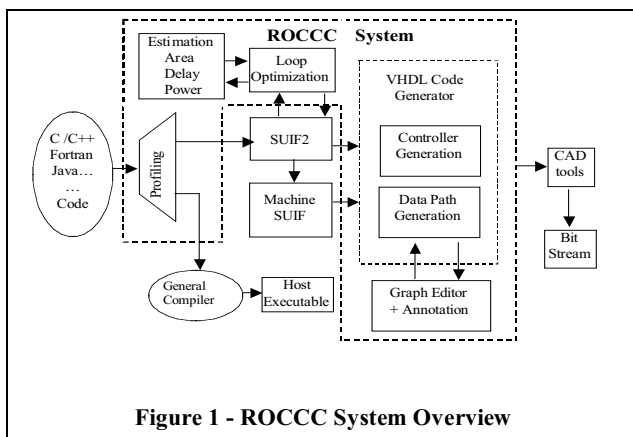 ROCCC System
Estimation
Area
Delay
Power
Loop
Optimization
VHDL Code
Generator
C /C++
Fortran
Java…
…
Code
Profiling
SUIF2
Controller
Generation
CAD
tools
Machine
SUIF
Data Path
Generation
Bit
Stream
General
Compiler
Host
Executable
Graph Editor
+ Annotation
Figure 1 - ROCCC System Overview